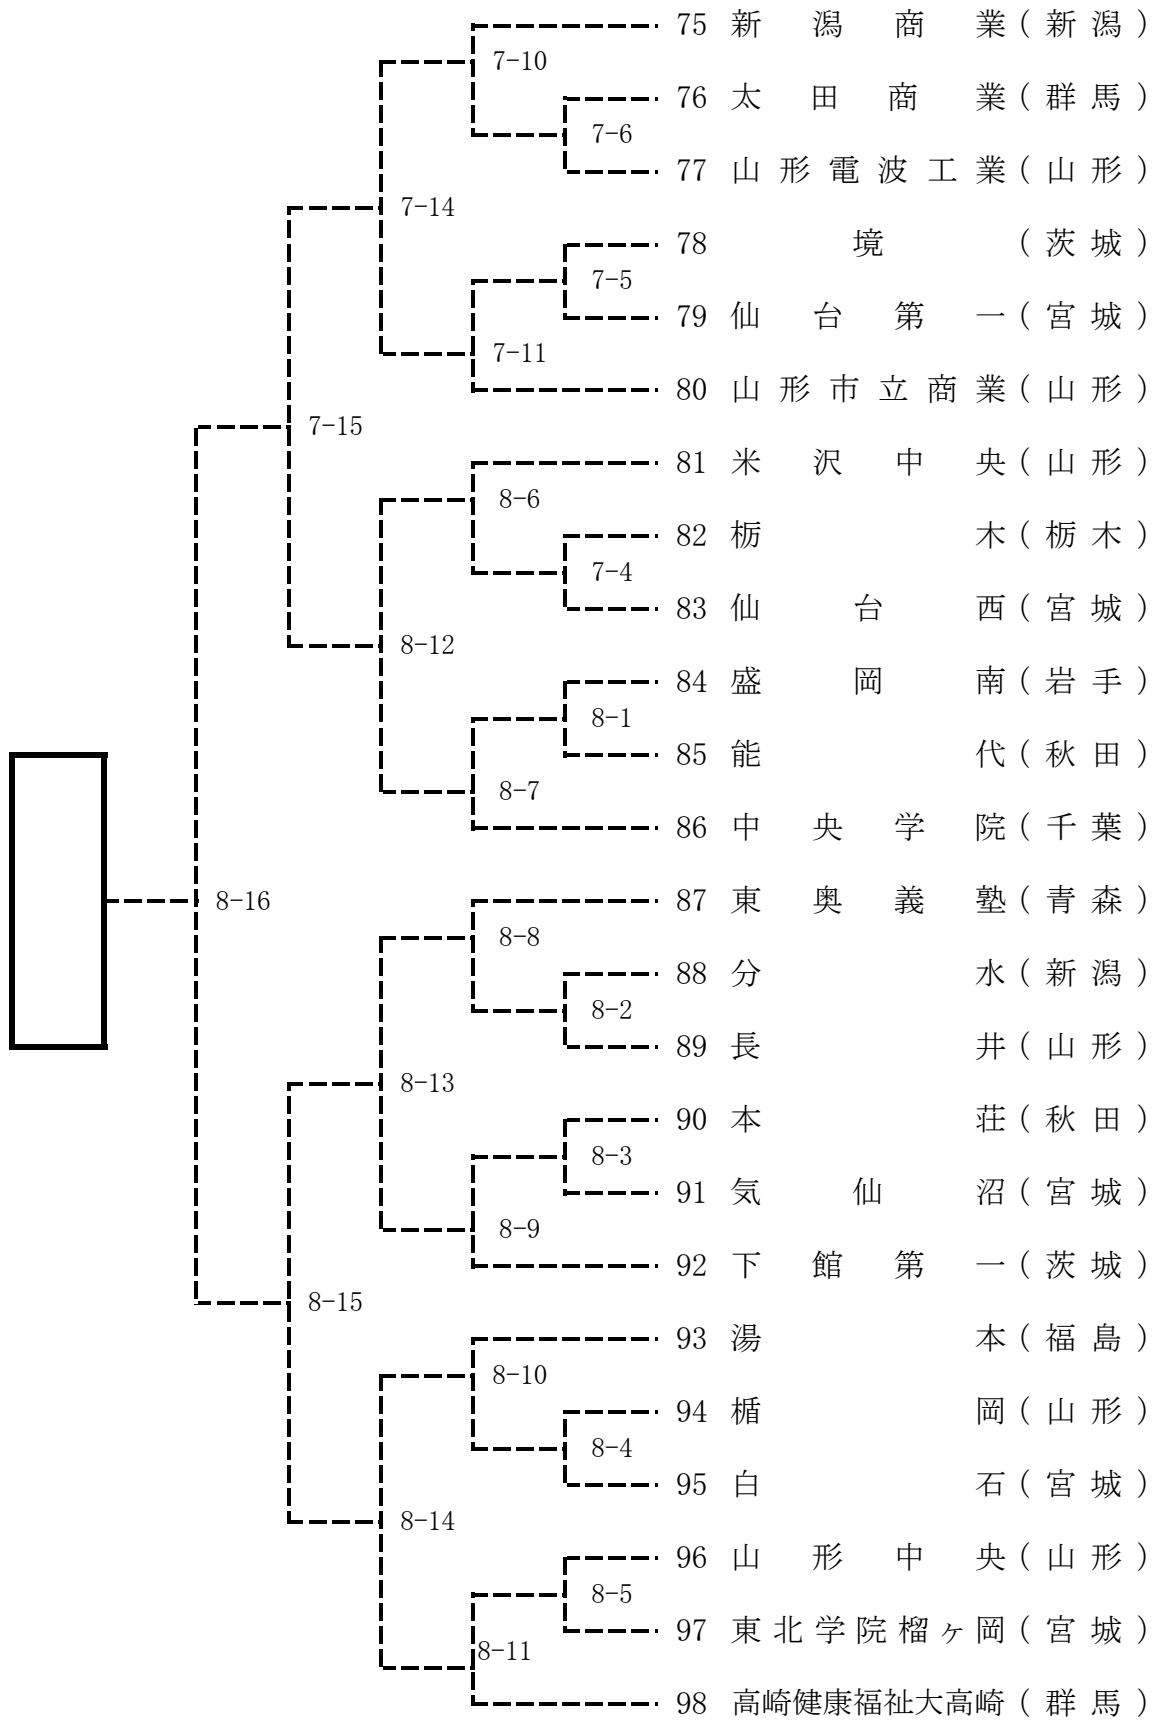 75 新潟商業(新潟)
7-10
76 太田商業(群馬)
7-6
77 山形電波工業(山形)
7-14
78 境(茨城)
7-5
79 仙台第一(宮城)
7-11
80 山形市立商業(山形)
7-15
81 米沢中央(山形)
8-6
82 栃木(栃木)
7-4
83 仙台西(宮城)
8-12
84 盛岡南(岩手)
8-1
85 能代(秋田)
8-7
86 中央学院(千葉)
8-16
87 東奥義塾(青森)
8-8
88 分水(新潟)
8-2
89 長井(山形)
8-13
90 本荘(秋田)
8-3
91 気仙沼(宮城)
8-9
92 下館第一(茨城)
8-15
93 湯本(福島)
8-10
94 楯岡(山形)
8-4
95 白石(宮城)
8-14
96 山形中央(山形)
8-5
97 東北学院榴ヶ岡(宮城)
8-11
98 高崎健康福祉大高崎(群馬)